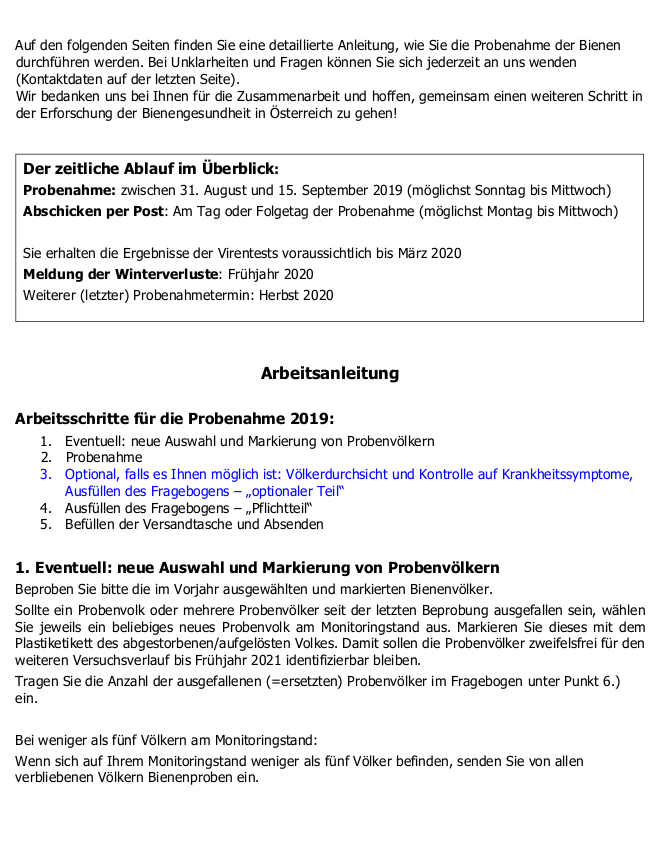 Auf den folgenden Seiten finden Sie eine detaillierte Anleitung, wie Sie die Probenahme der Bienen
durchführen werden. Bei Unklarheiten und Fragen können Sie sich jederzeit an uns wenden
(Kontaktdaten auf der letzten Seite).
Wir bedanken uns bei Ihnen für die Zusammenarbeit und hoffen, gemeinsam einen weiteren Schritt in
der Erforschung der Bienengesundheit in Österreich zu gehen!
Der zeitliche Ablauf im Überblick:
Probenahme: zwischen 31. August und 15. September 2019 (möglichst Sonntag bis Mittwoch)
Abschicken per Post: Am Tag oder Folgetag der Probenahme (möglichst Montag bis Mittwoch)
Sie erhalten die Ergebnisse der Virentests voraussichtlich bis März 2020
Meldung der Winterverluste: Frühjahr 2020
Weiterer (letzter) Probenahmetermin: Herbst 2020
Arbeitsanleitung
Arbeitsschritte für die Probenahme 2019:
1. Eventuell: neue Auswahl und Markierung von Probenvölkern
2. Probenahme
3. Optional, falls es Ihnen möglich ist: Völkerdurchsicht und Kontrolle auf Krankheitssymptome,
Ausfüllen des Fragebogens – „optionaler Teil“
4. Ausfüllen des Fragebogens – „Pflichtteil“
5. Befüllen der Versandtasche und Absenden
1. Eventuell: neue Auswahl und Markierung von Probenvölkern
Beproben Sie bitte die im Vorjahr ausgewählten und markierten Bienenvölker.
Sollte ein Probenvolk oder mehrere Probenvölker seit der letzten Beprobung ausgefallen sein, wählen
Sie jeweils ein beliebiges neues Probenvolk am Monitoringstand aus. Markieren Sie dieses mit dem
Plastiketikett des abgestorbenen/aufgelösten Volkes. Damit sollen die Probenvölker zweifelsfrei für den
weiteren Versuchsverlauf bis Frühjahr 2021 identifizierbar bleiben.
Tragen Sie die Anzahl der ausgefallenen (=ersetzten) Probenvölker im Fragebogen unter Punkt 6.)
ein.
Bei weniger als fünf Völkern am Monitoringstand:
Wenn sich auf Ihrem Monitoringstand weniger als fünf Völker befinden, senden Sie von allen
verbliebenen Völkern Bienenproben ein.